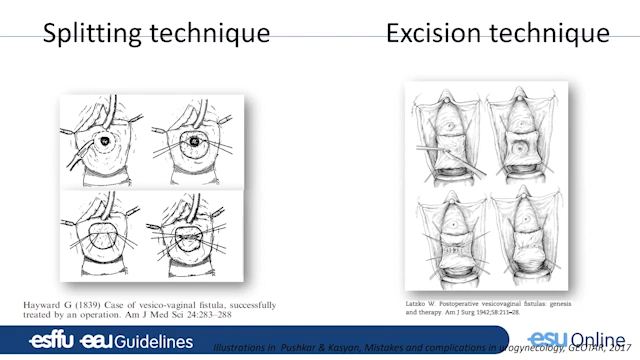 Splitting technique
Excision technique
Hayward G (1839) Case of vesico-vaginal fistula, successfully
treated by an operation. Am J Med Sci 24:283–288
Latzko W. Postoperative vesicovaginal fistulas: genesis
and therapy. Am J Surg 1942;58:211–28.
esffu eau Guidelines
esu Online
Illustrations in Pushkar & Kasyan, Mistakes and complications in urogynecology, GEOTAR, 2017